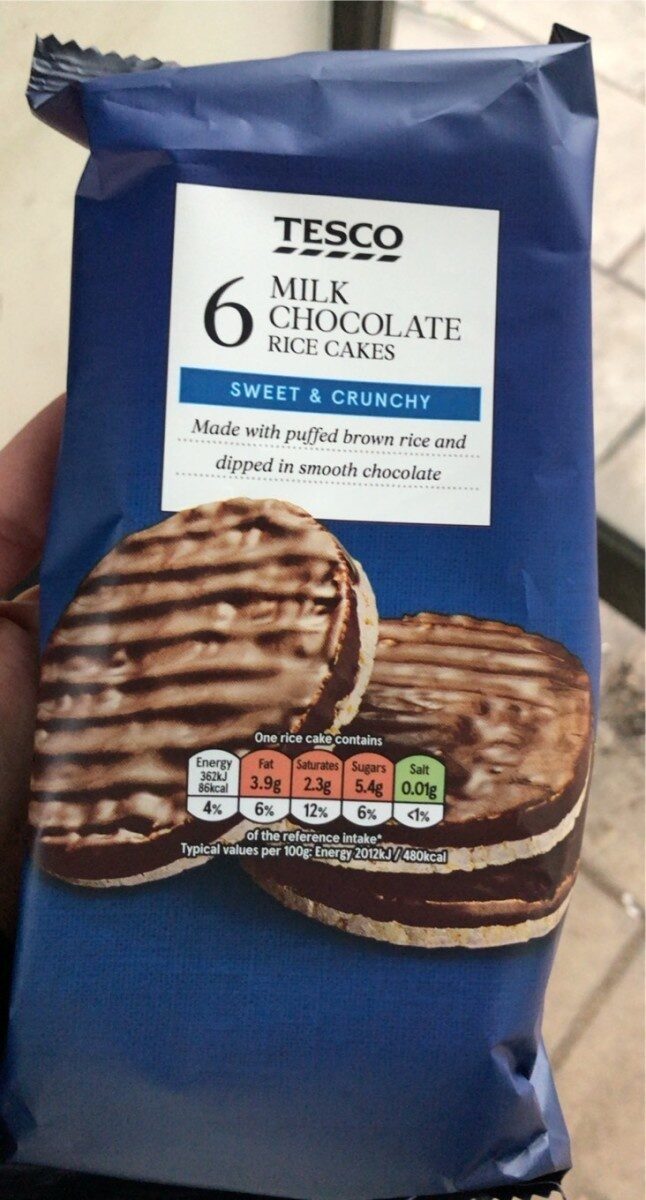 TESCO
6
MILK
CHOCOLATE
RICE CAKES
SWEET & CRUNCHY
Made with puffed brown rice and
dipped in smooth chocolate
One rice cake contains
Energy Fat Saturates Sugars Salt
362kJ
86kcal 3.9g 2.3g 5.4g 0.01g
4% 6% 12% 6% <1%
of the reference intake*
Typical values per 100g: Energy 2012kJ / 480kcal